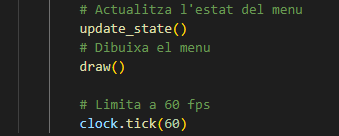 # Actualitza l'estat del menu
update_state()
# Dibuixa el menu
draw()
# Limita a 60 fps
clock.tick(60)